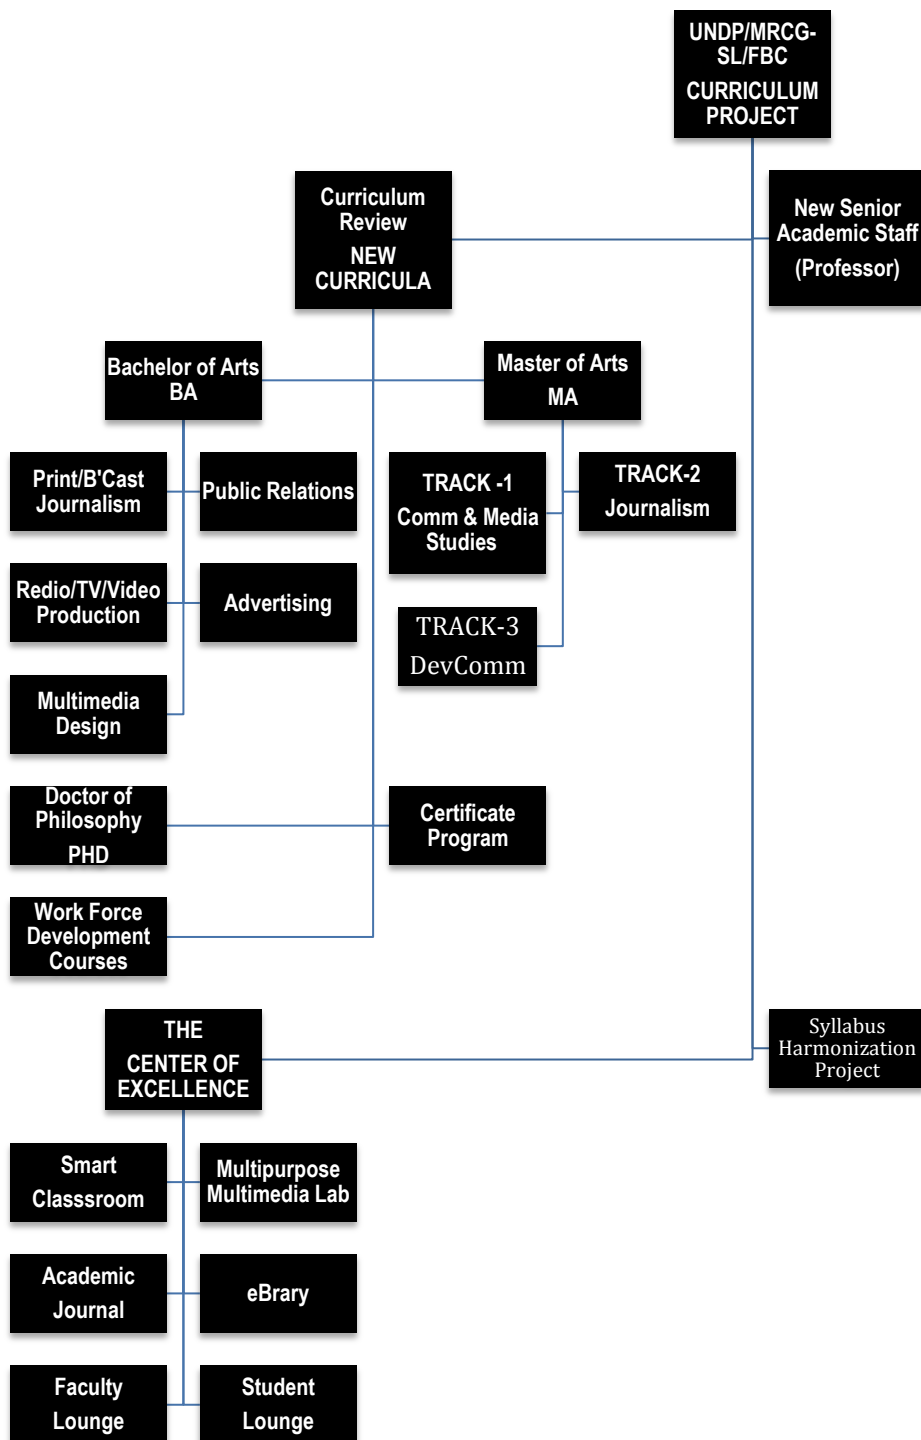 UNDP/MRCG-
SL/FBC
CURRICULUM
PROJECT
Curriculum
Review
NEW
CURRICULA
New Senior
Academic Staff
(Professor)
Bachelor of Arts
BA
Master of Arts
MA
Print/B'Cast
Journalism
Public Relations
TRACK -1
Comm & Media
Studies
TRACK-2
Journalism
Redio/TV/Video
Production
Advertising
TRACK-3
DevComm
Multimedia
Design
Doctor of
Philosophy
PHD
Certificate
Program
Work Force
Development
Courses
THE
CENTER OF
EXCELLENCE
Syllabus
Harmonization
Project
Smart
Classsroom
Multipurpose
Multimedia Lab
Academic
Journal
eBrary
Faculty
Lounge
Student
Lounge